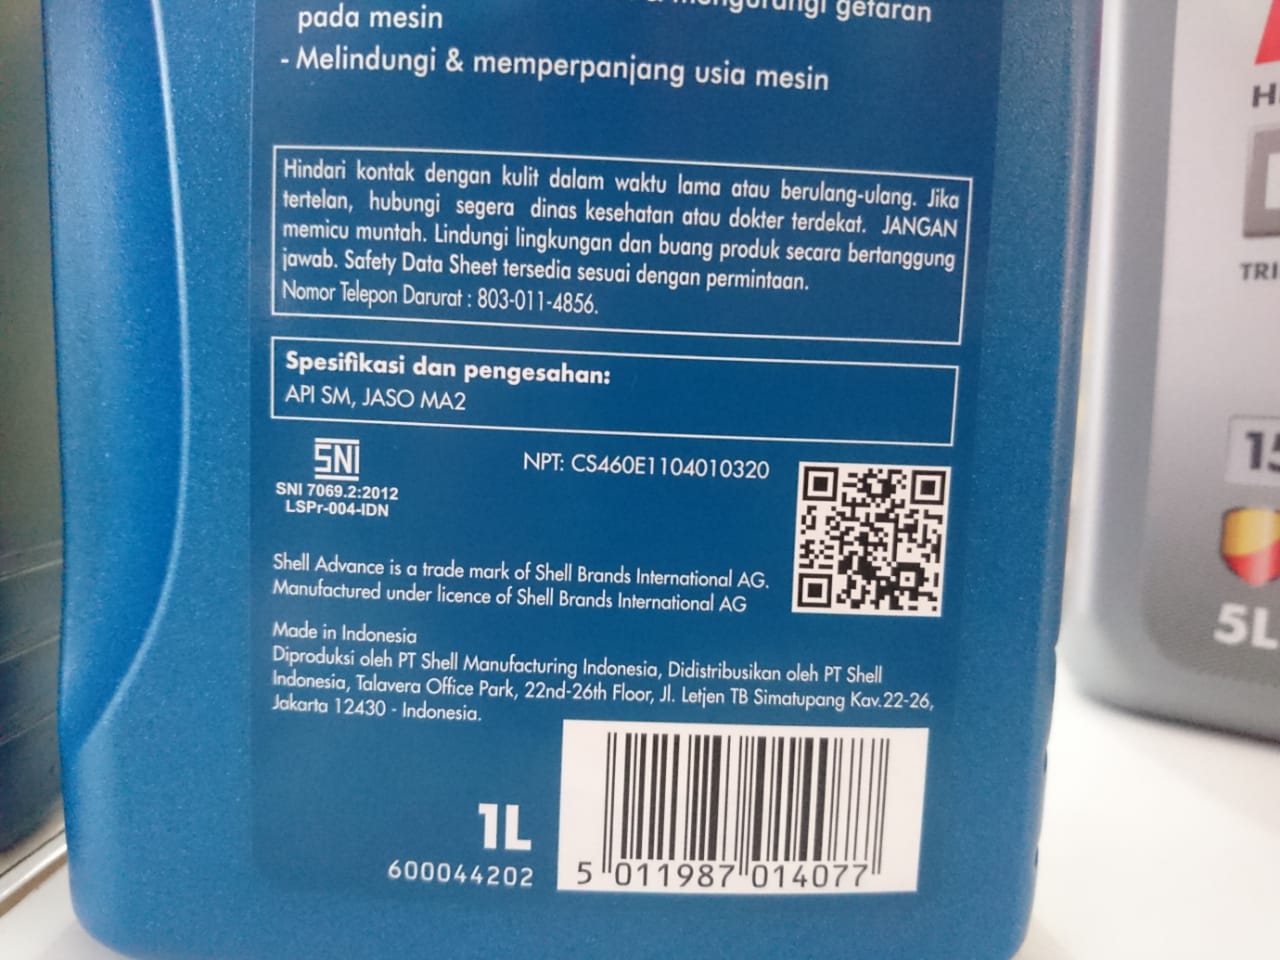 mengurangi getaran
pada mesin
- Melindungi & memperpanjang usia mesin
Hindari kontak dengan kulit dalam waktu lama atau berulang-ulang. Jika
tertelan, hubungi segera dinas kesehatan atau dokter terdekat. JANGAN
memicu muntah. Lindungi lingkungan dan buang produk secara bertanggung
jawab. Safety Data Sheet tersedia sesuai dengan permintaan.
Nomor Telepon Darurat : 803-011-4856.
Spesifikasi dan pengesahan:
API SM, JASO MA2
SNI
SNI 7069.2:2012
LSPr-004-IDN
NPT: CS460E1104010320
Shell Advance is a trade mark of Shell Brands International AG.
Manufactured under licence of Shell Brands International AG
Made in Indonesia
Diproduksi oleh PT Shell Manufacturing Indonesia, Didistribusikan oleh PT Shell
Indonesia, Talavera Office Park, 22nd-26th Floor, Jl. Letjen TB Simatupang Kav.22-26,
Jakarta 12430 - Indonesia.
1L
600044202
5 011987 014077
5L